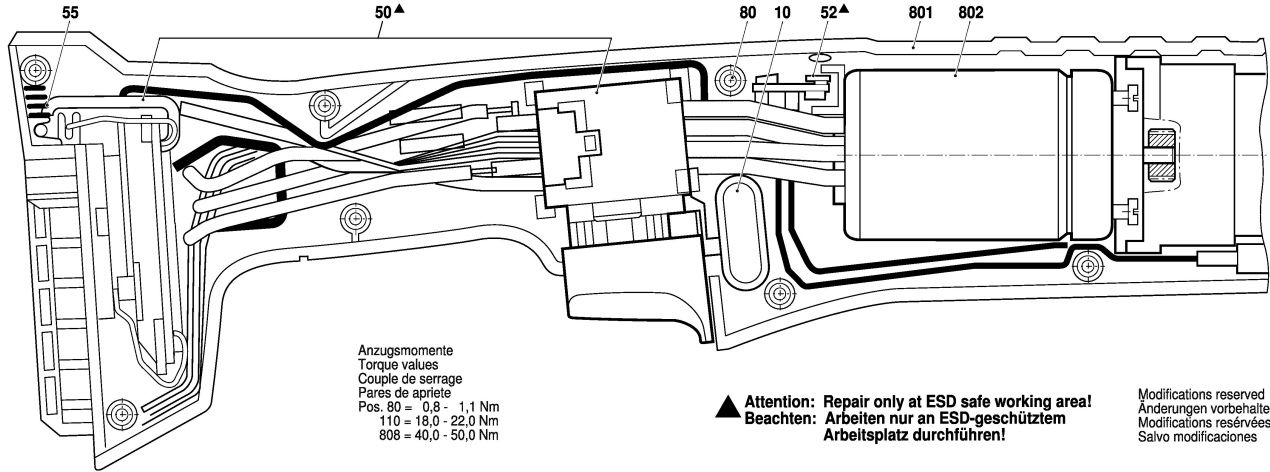 55
50▲
80
10
52▲
801
802
Anzugsmomente
Torque values
Couple de serrage
Pares de apriete
Pos. 80 = 0,8 - 1,1 Nm
110 = 18,0 - 22,0 Nm
808 = 40,0 - 50,0 Nm
▲ Attention: Repair only at ESD safe working area!
Beachten: Arbeiten nur an ESD-geschütztem
Arbeitsplatz durchführen!
Modifications reserved
Änderungen vorbehalte
Modifications resérvées
Salvo modificaciones